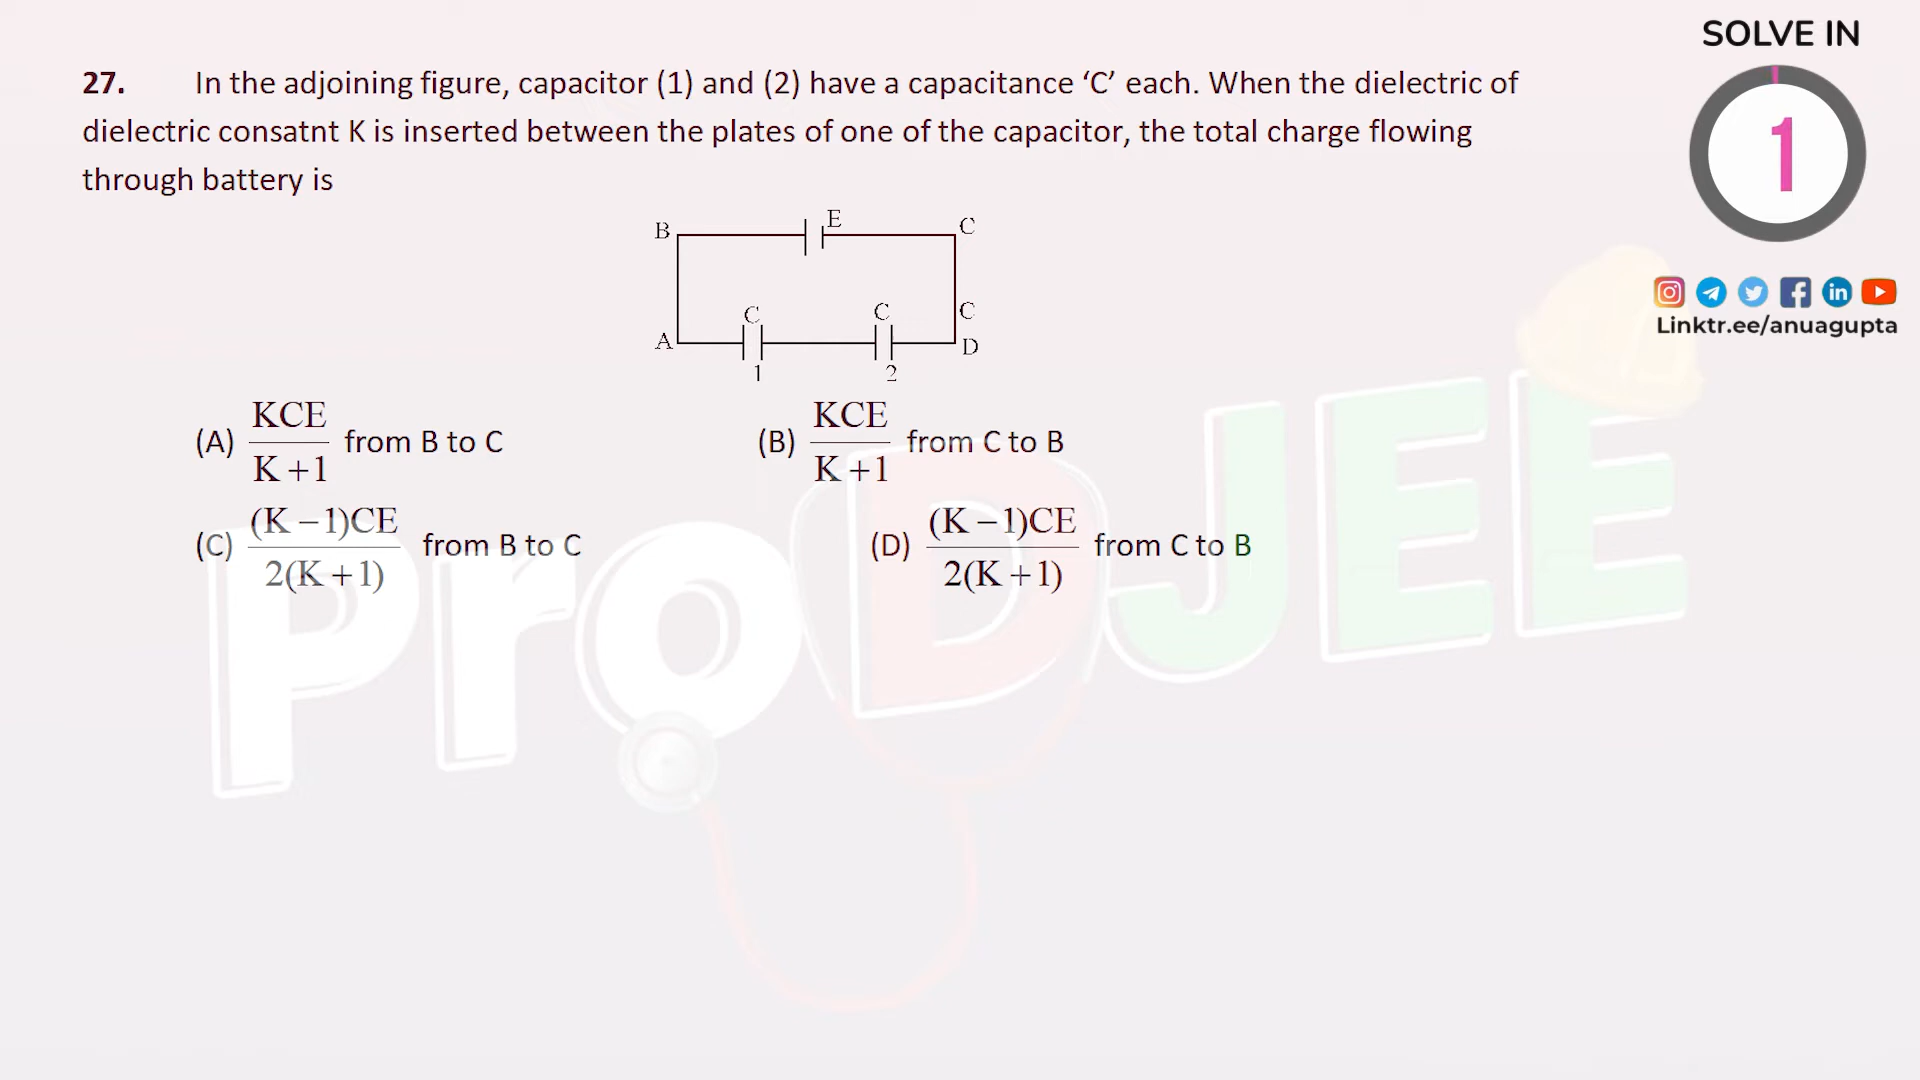 SOLVE IN
1
27. In the adjoining figure, capacitor (1) and (2) have a capacitance ‘C’ each. When the dielectric of
dielectric consatnt K is inserted between the plates of one of the capacitor, the total charge flowing
through battery is
Linktr.ee/anuagupta
B E C
C C C
A D
1 2
(A) KCE/K+1 from B to C (B) KCE/K+1 from C to B
(C) (K−1)CE/2(K+1) from B to C (D) (K−1)CE/2(K+1) from C to B
ProDJEE